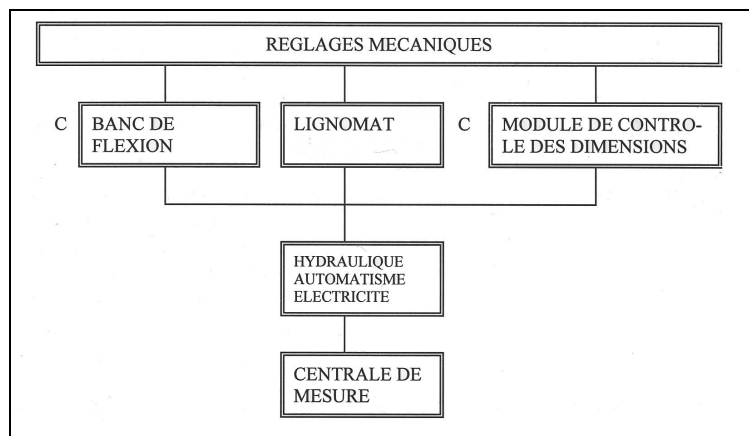 REGLAGES MECANIQUES
C
BANC DE
FLEXION
LIGNOMAT
C
MODULE DE CONTRO-
LE DES DIMENSIONS
HYDRAULIQUE
AUTOMATISME
ELECTRICITE
CENTRALE DE
MESURE